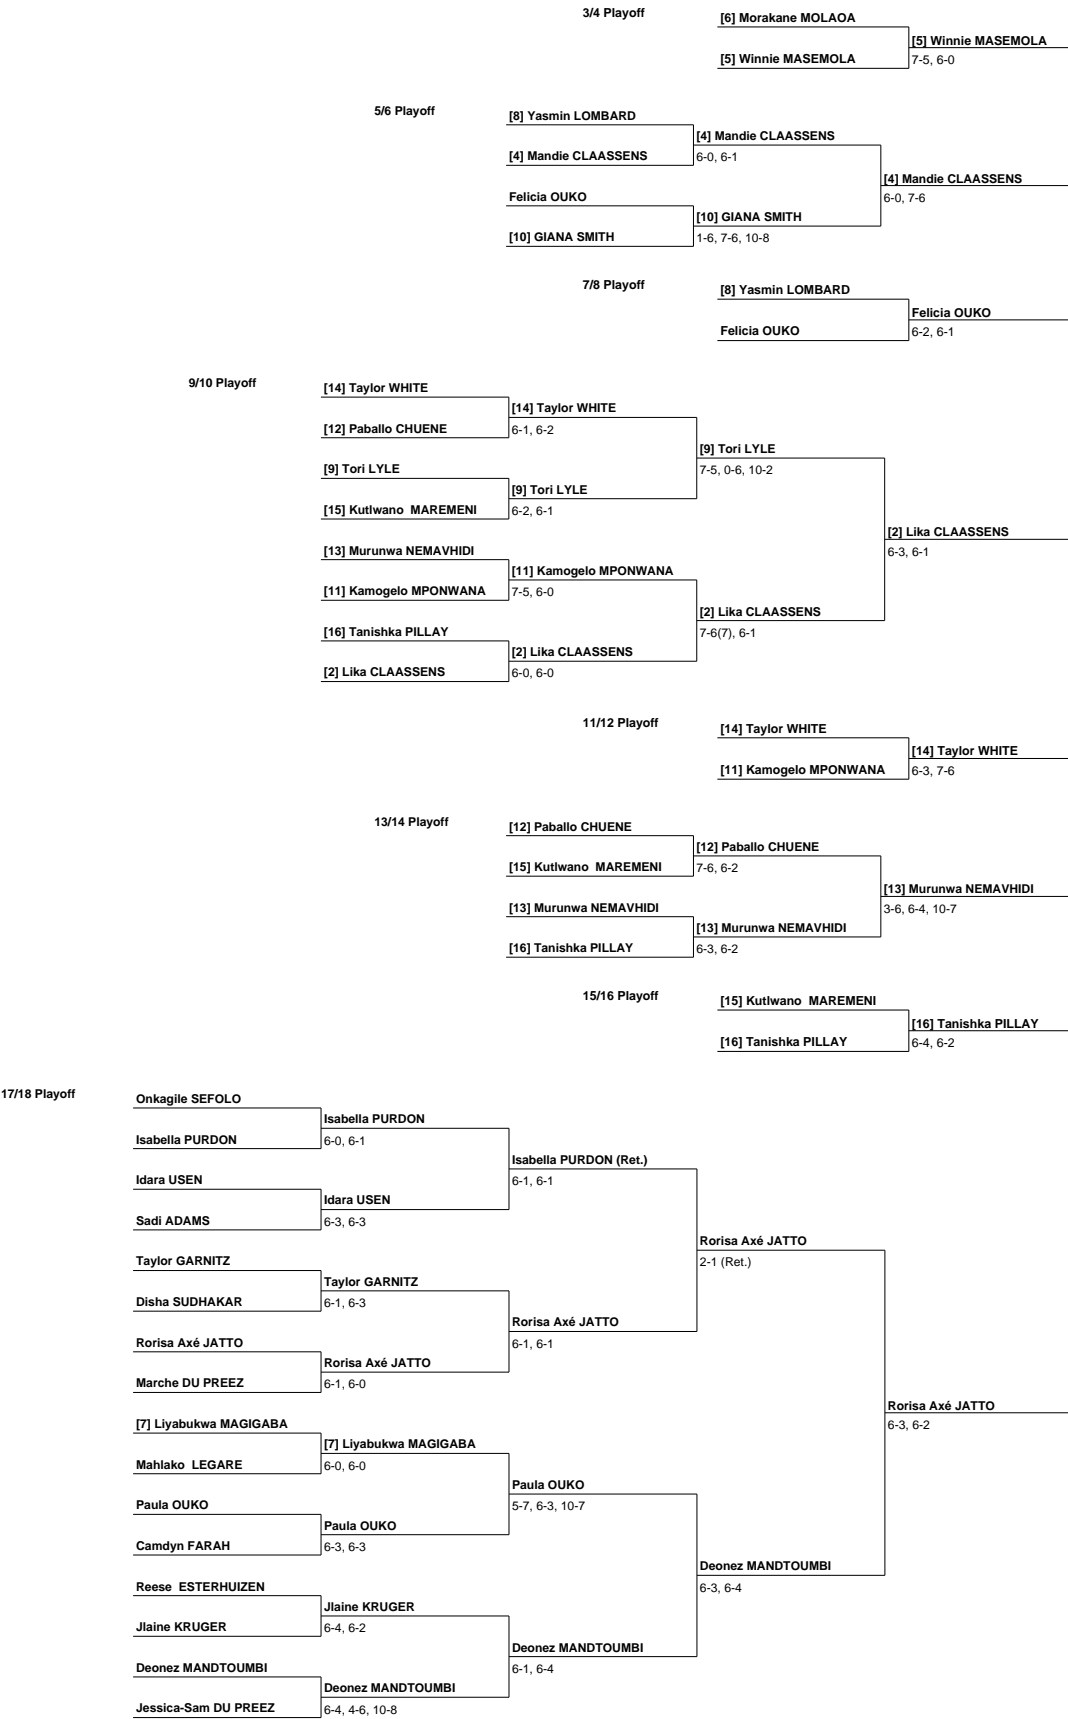 3/4 Playoff
[6] Morakane MOLAOA
[5] Winnie MASEMOLA
[5] Winnie MASEMOLA
7-5, 6-0
5/6 Playoff
[8] Yasmin LOMBARD
[4] Mandie CLAASSENS
[4] Mandie CLAASSENS
6-0, 6-1
[4] Mandie CLAASSENS
6-0, 7-6
Felicia OUKO
[10] GIANA SMITH
[10] GIANA SMITH
1-6, 7-6, 10-8
7/8 Playoff
[8] Yasmin LOMBARD
Felicia OUKO
Felicia OUKO
6-2, 6-1
9/10 Playoff
[14] Taylor WHITE
[14] Taylor WHITE
[12] Paballo CHUENE
6-1, 6-2
[9] Tori LYLE
[9] Tori LYLE
7-5, 0-6, 10-2
[9] Tori LYLE
[15] Kutlwano  MAREMENI
6-2, 6-1
[2] Lika CLAASSENS
6-3, 6-1
[13] Murunwa NEMAVHIDI
[11] Kamogelo MPONWANA
[11] Kamogelo MPONWANA
7-5, 6-0
[2] Lika CLAASSENS
7-6(7), 6-1
[16] Tanishka PILLAY
[2] Lika CLAASSENS
[2] Lika CLAASSENS
6-0, 6-0
11/12 Playoff
[14] Taylor WHITE
[14] Taylor WHITE
[11] Kamogelo MPONWANA
6-3, 7-6
13/14 Playoff
[12] Paballo CHUENE
[12] Paballo CHUENE
[15] Kutlwano  MAREMENI
7-6, 6-2
[13] Murunwa NEMAVHIDI
3-6, 6-4, 10-7
[13] Murunwa NEMAVHIDI
[13] Murunwa NEMAVHIDI
[16] Tanishka PILLAY
6-3, 6-2
15/16 Playoff
[15] Kutlwano  MAREMENI
[16] Tanishka PILLAY
[16] Tanishka PILLAY
6-4, 6-2
17/18 Playoff
Onkagile SEFOLO
Isabella PURDON
Isabella PURDON
6-0, 6-1
Isabella PURDON (Ret.)
6-1, 6-1
Idara USEN
Idara USEN
Sadi ADAMS
6-3, 6-3
Rorisa Axé JATTO
2-1 (Ret.)
Taylor GARNITZ
Taylor GARNITZ
Disha SUDHAKAR
6-1, 6-3
Rorisa Axé JATTO
6-1, 6-1
Rorisa Axé JATTO
Rorisa Axé JATTO
Marche DU PREEZ
6-1, 6-0
Rorisa Axé JATTO
6-3, 6-2
[7] Liyabukwa MAGIGABA
[7] Liyabukwa MAGIGABA
Mahlako  LEGARE
6-0, 6-0
Paula OUKO
5-7, 6-3, 10-7
Paula OUKO
Paula OUKO
Camdyn FARAH
6-3, 6-3
Deonez MANDTOUMBI
6-3, 6-4
Reese  ESTERHUIZEN
Jlaine KRUGER
Jlaine KRUGER
6-4, 6-2
Deonez MANDTOUMBI
6-1, 6-4
Deonez MANDTOUMBI
Deonez MANDTOUMBI
Jessica-Sam DU PREEZ
6-4, 4-6, 10-8